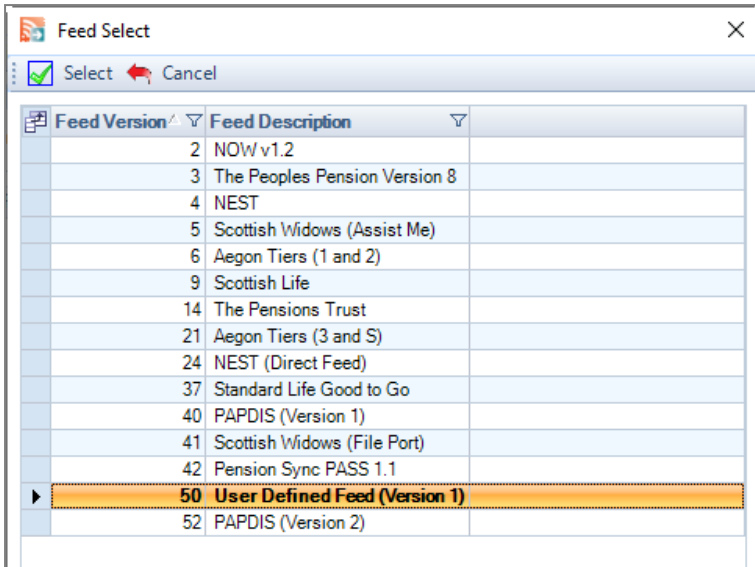 Feed Select
Select Cancel
Feed Version Feed Description
2 NOW v1.2
3 The Peoples Pension Version 8
4 NEST
5 Scottish Widows (Assist Me)
6 Aegon Tiers (1 and 2)
9 Scottish Life
14 The Pensions Trust
21 Aegon Tiers (3 and S)
24 NEST (Direct Feed)
37 Standard Life Good to Go
40 PAPDIS (Version 1)
41 Scottish Widows (File Port)
42 Pension Sync PASS 1.1
50 User Defined Feed (Version 1)
52 PAPDIS (Version 2)